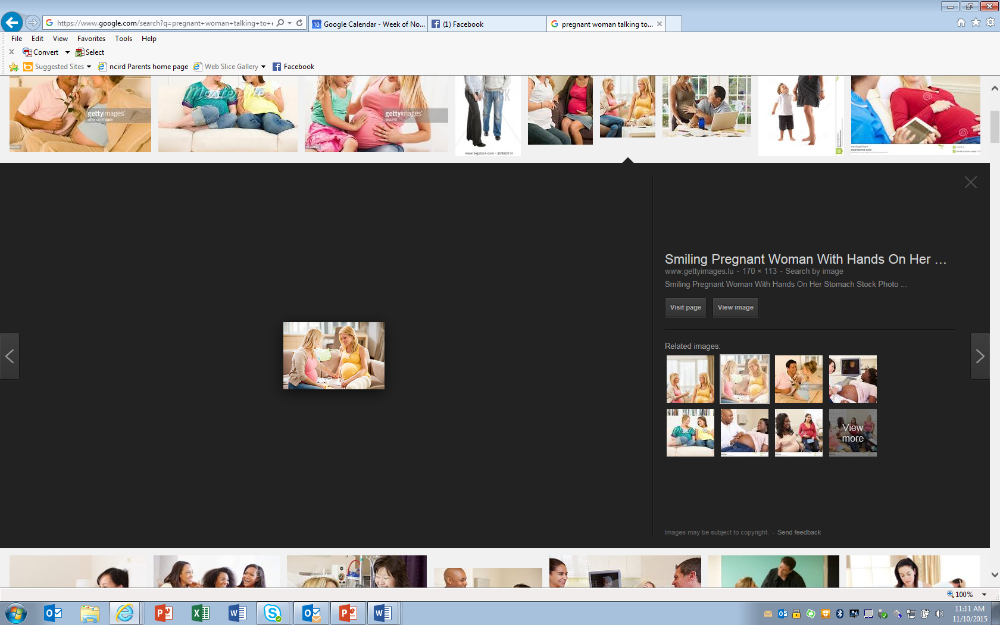 https://www.google.com/search?q=pregnant+woman+talking+to+e
10 Google Calendar - Week of No...
(1) Facebook
pregnant woman talking to...
File Edit View Favorites Tools Help
x Convert Select
Suggested Sites ncird Parents home page Web Slice Gallery Facebook
gettyimages
gettyimages
Masterfile
BIGSTOCK
www.bigstock.com
Smiling Pregnant Woman With Hands On Her ...
www.gettyimages.lu - 170 × 113 - Search by image
Smiling Pregnant Woman With Hands On Her Stomach Stock Photo ...
Visit page View image
Related images:
View
more
Images may be subject to copyright. - Send feedback
100%
11:11 AM
11/10/2015